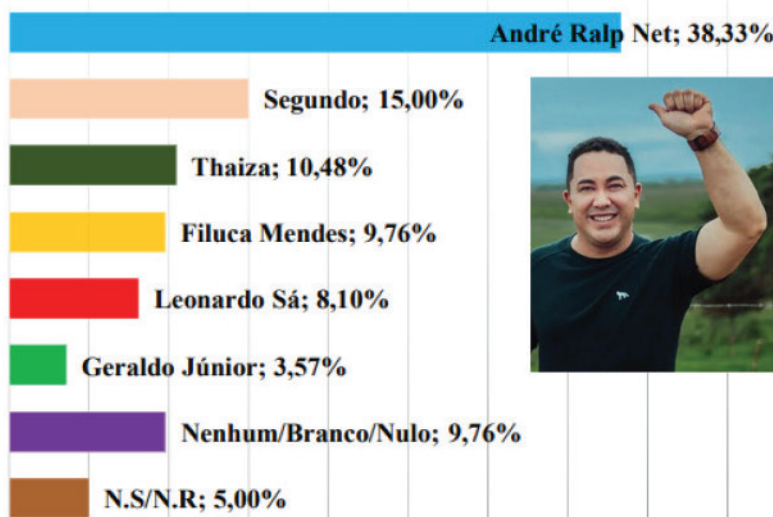 André Ralp Net; 38,33%
Segundo; 15,00%
Thaiza; 10,48%
Filuca Mendes; 9,76%
Leonardo Sá; 8,10%
Geraldo Júnior; 3,57%
Nenhum/Branco/Nulo; 9,76%
N.S/N.R; 5,00%